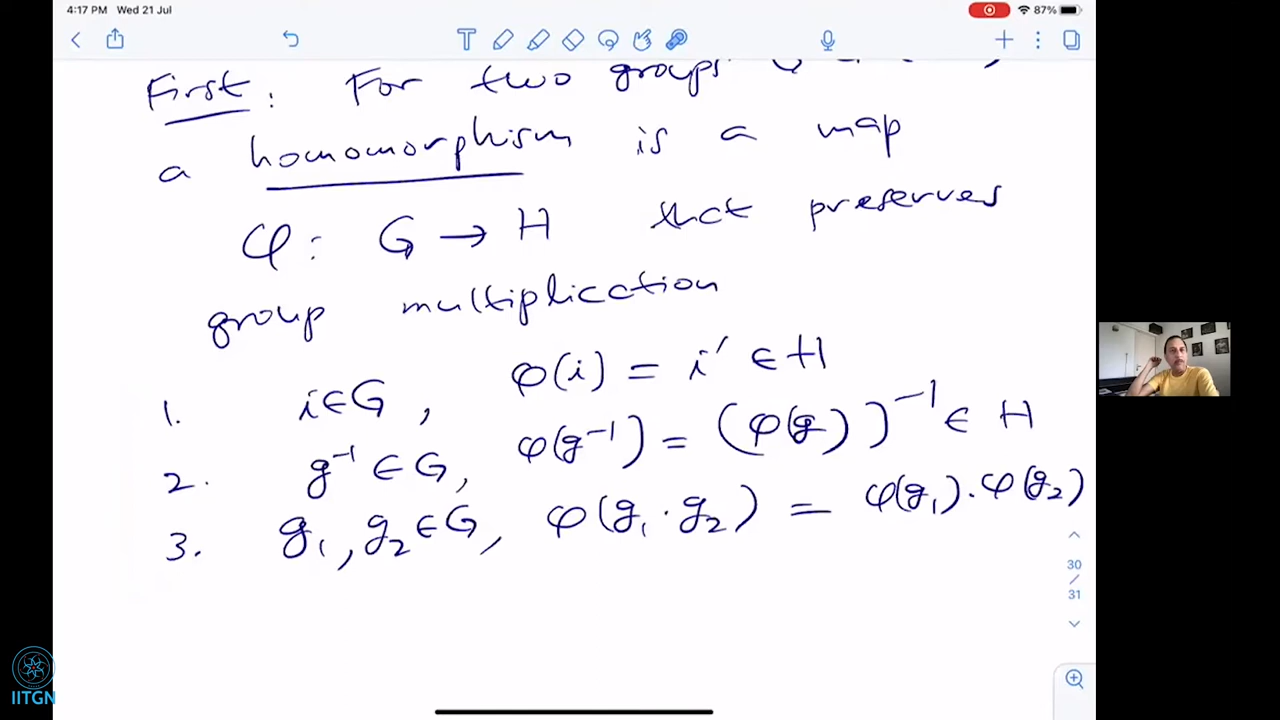 4:17 PM Wed 21 Jul
87%
First: For two groups
a homomorphism is a map
φ: G → H that preserves
group multiplication
1. i∈G, φ(i) = i' ∈ H
2. g⁻¹ ∈ G, φ(g⁻¹) = (φ(g))⁻¹ ∈ H
3. g₁, g₂ ∈ G, φ(g₁ · g₂) = φ(g₁) · φ(g₂)
30
/
31
IITGN